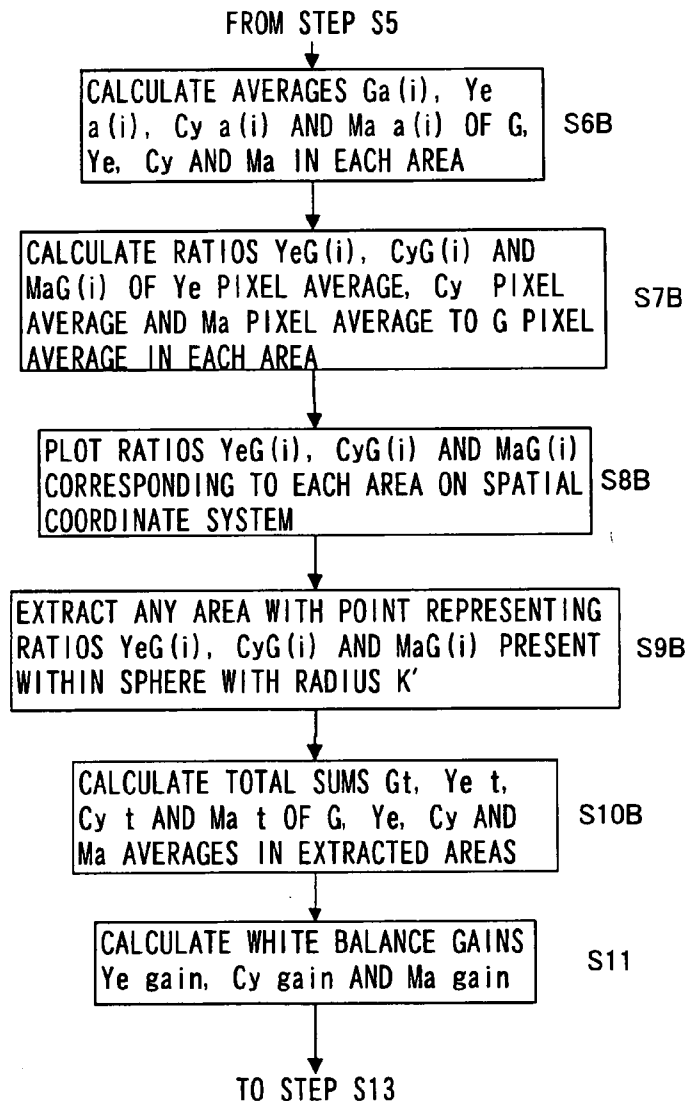 FROM STEP S5
CALCULATE AVERAGES Ga(i), Ye
a(i), Cy a(i) AND Ma a(i) OF G,
Ye, Cy AND Ma IN EACH AREA
S6B
CALCULATE RATIOS YeG(i), CyG(i) AND
MaG(i) OF Ye PIXEL AVERAGE, Cy PIXEL
AVERAGE AND Ma PIXEL AVERAGE TO G PIXEL
AVERAGE IN EACH AREA
S7B
PLOT RATIOS YeG(i), CyG(i) AND MaG(i)
CORRESPONDING TO EACH AREA ON SPATIAL
COORDINATE SYSTEM
S8B
EXTRACT ANY AREA WITH POINT REPRESENTING
RATIOS YeG(i), CyG(i) AND MaG(i) PRESENT
WITHIN SPHERE WITH RADIUS K'
S9B
CALCULATE TOTAL SUMS Gt, Ye t,
Cy t AND Ma t OF G, Ye, Cy AND
Ma AVERAGES IN EXTRACTED AREAS
S10B
CALCULATE WHITE BALANCE GAINS
Ye gain, Cy gain AND Ma gain
S11
TO STEP S13